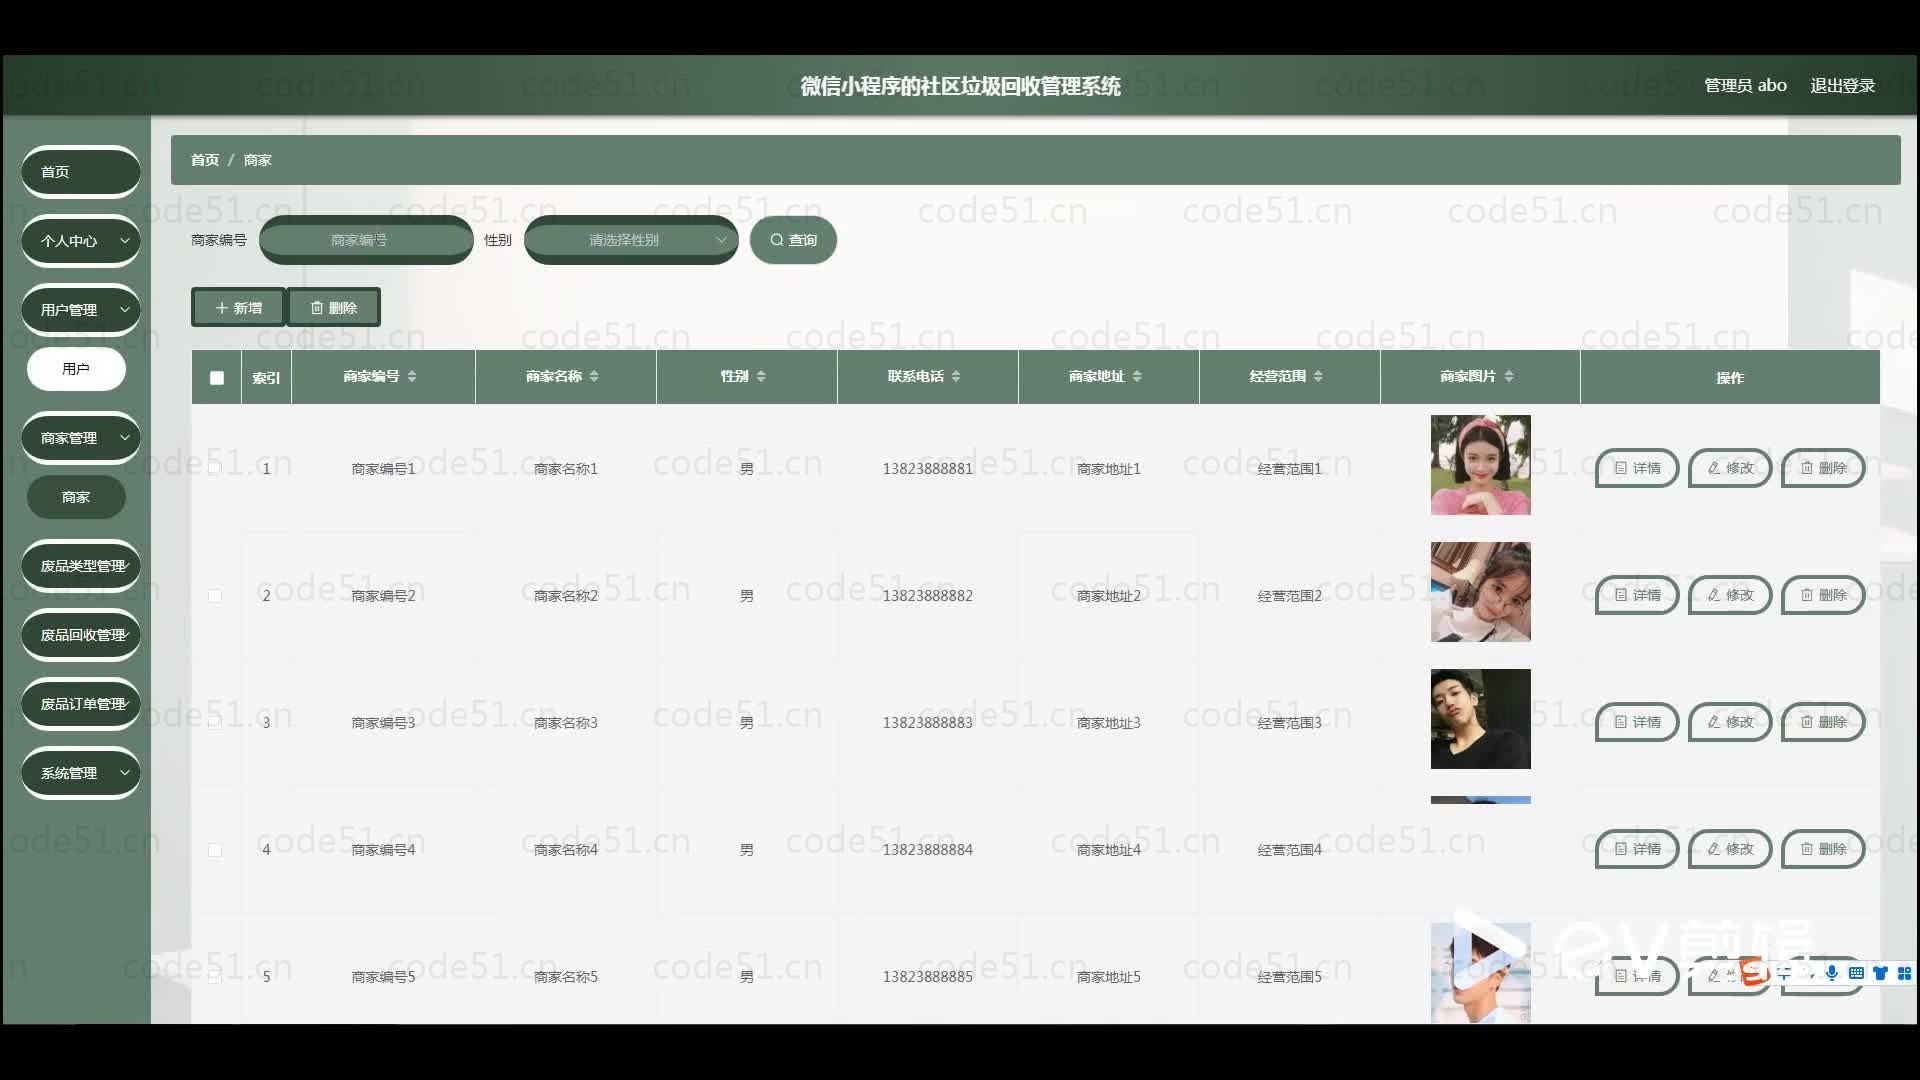 微信小程序的社区垃圾回收管理系统
管理员 abo 退出登录
首页
个人中心
用户管理
用户
商家管理
商家
废品类型管理
废品回收管理
废品订单管理
系统管理
首页 / 商家
商家编号 商家编号 性别 请选择性别 查询
新增 删除
索引 商家编号 商家名称 性别 联系电话 商家地址 经营范围 商家图片 操作
1 商家编号1 商家名称1 男 13823888881 商家地址1 经营范围1 详情 修改 删除
2 商家编号2 商家名称2 男 13823888882 商家地址2 经营范围2 详情 修改 删除
3 商家编号3 商家名称3 男 13823888883 商家地址3 经营范围3 详情 修改 删除
4 商家编号4 商家名称4 男 13823888884 商家地址4 经营范围4 详情 修改 删除
5 商家编号5 商家名称5 男 13823888885 商家地址5 经营范围5 详情
code51.cn
ev剪辑